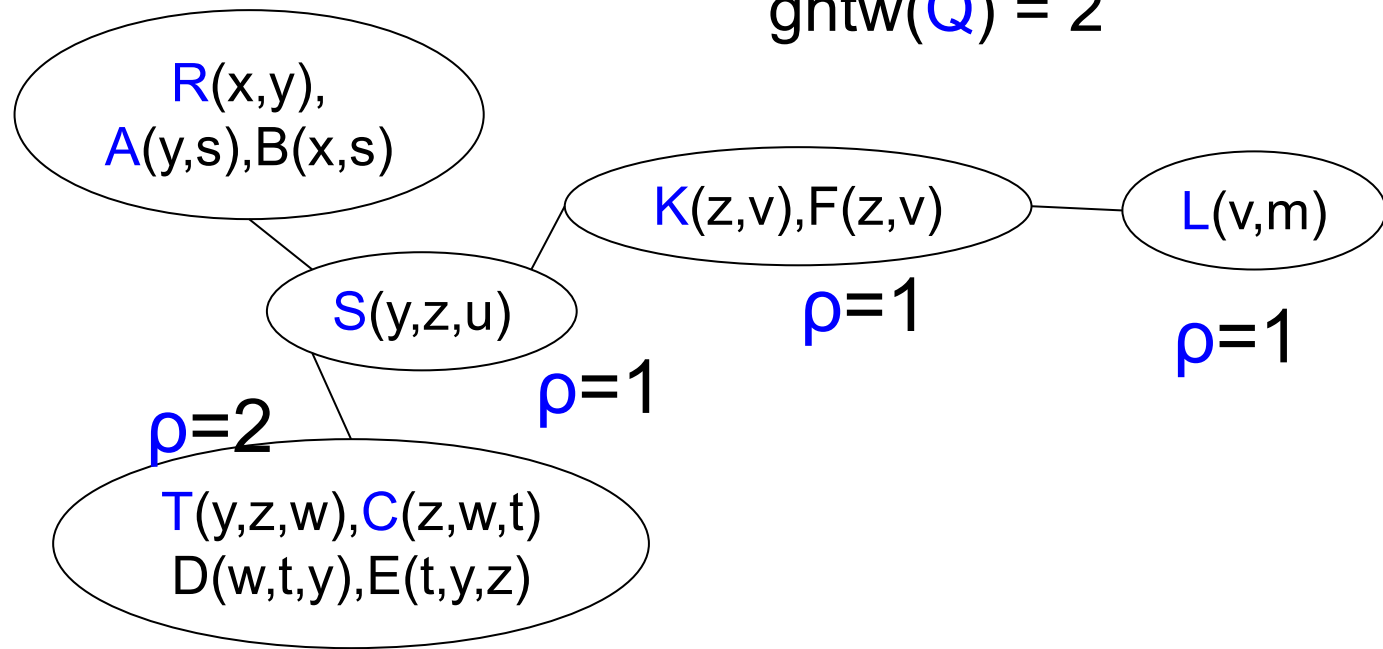 ghtw(Q) = 2
R(x,y),
A(y,s),B(x,s)
K(z,v),F(z,v)
L(v,m)
S(y,z,u)
ρ=1
ρ=1
ρ=1
ρ=2
T(y,z,w),C(z,w,t)
D(w,t,y),E(t,y,z)